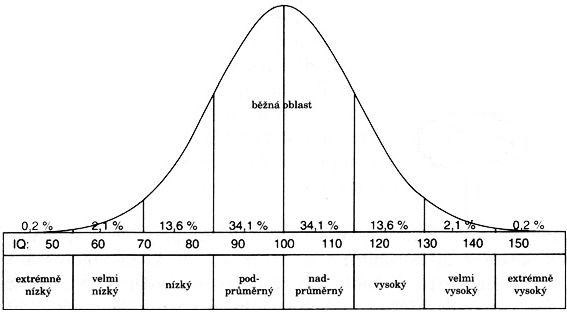 běžná oblast
0,2 % 2,1 % 13,6 % 34,1 % 34,1 % 13,6 % 2,1 % 0,2 %
IQ: 50 60 70 80 90 100 110 120 130 140 150
extrémně nízký
velmi nízký
nízký
pod-
průměrný
nad-
průměrný
vysoký
velmi vysoký
extrémně vysoký